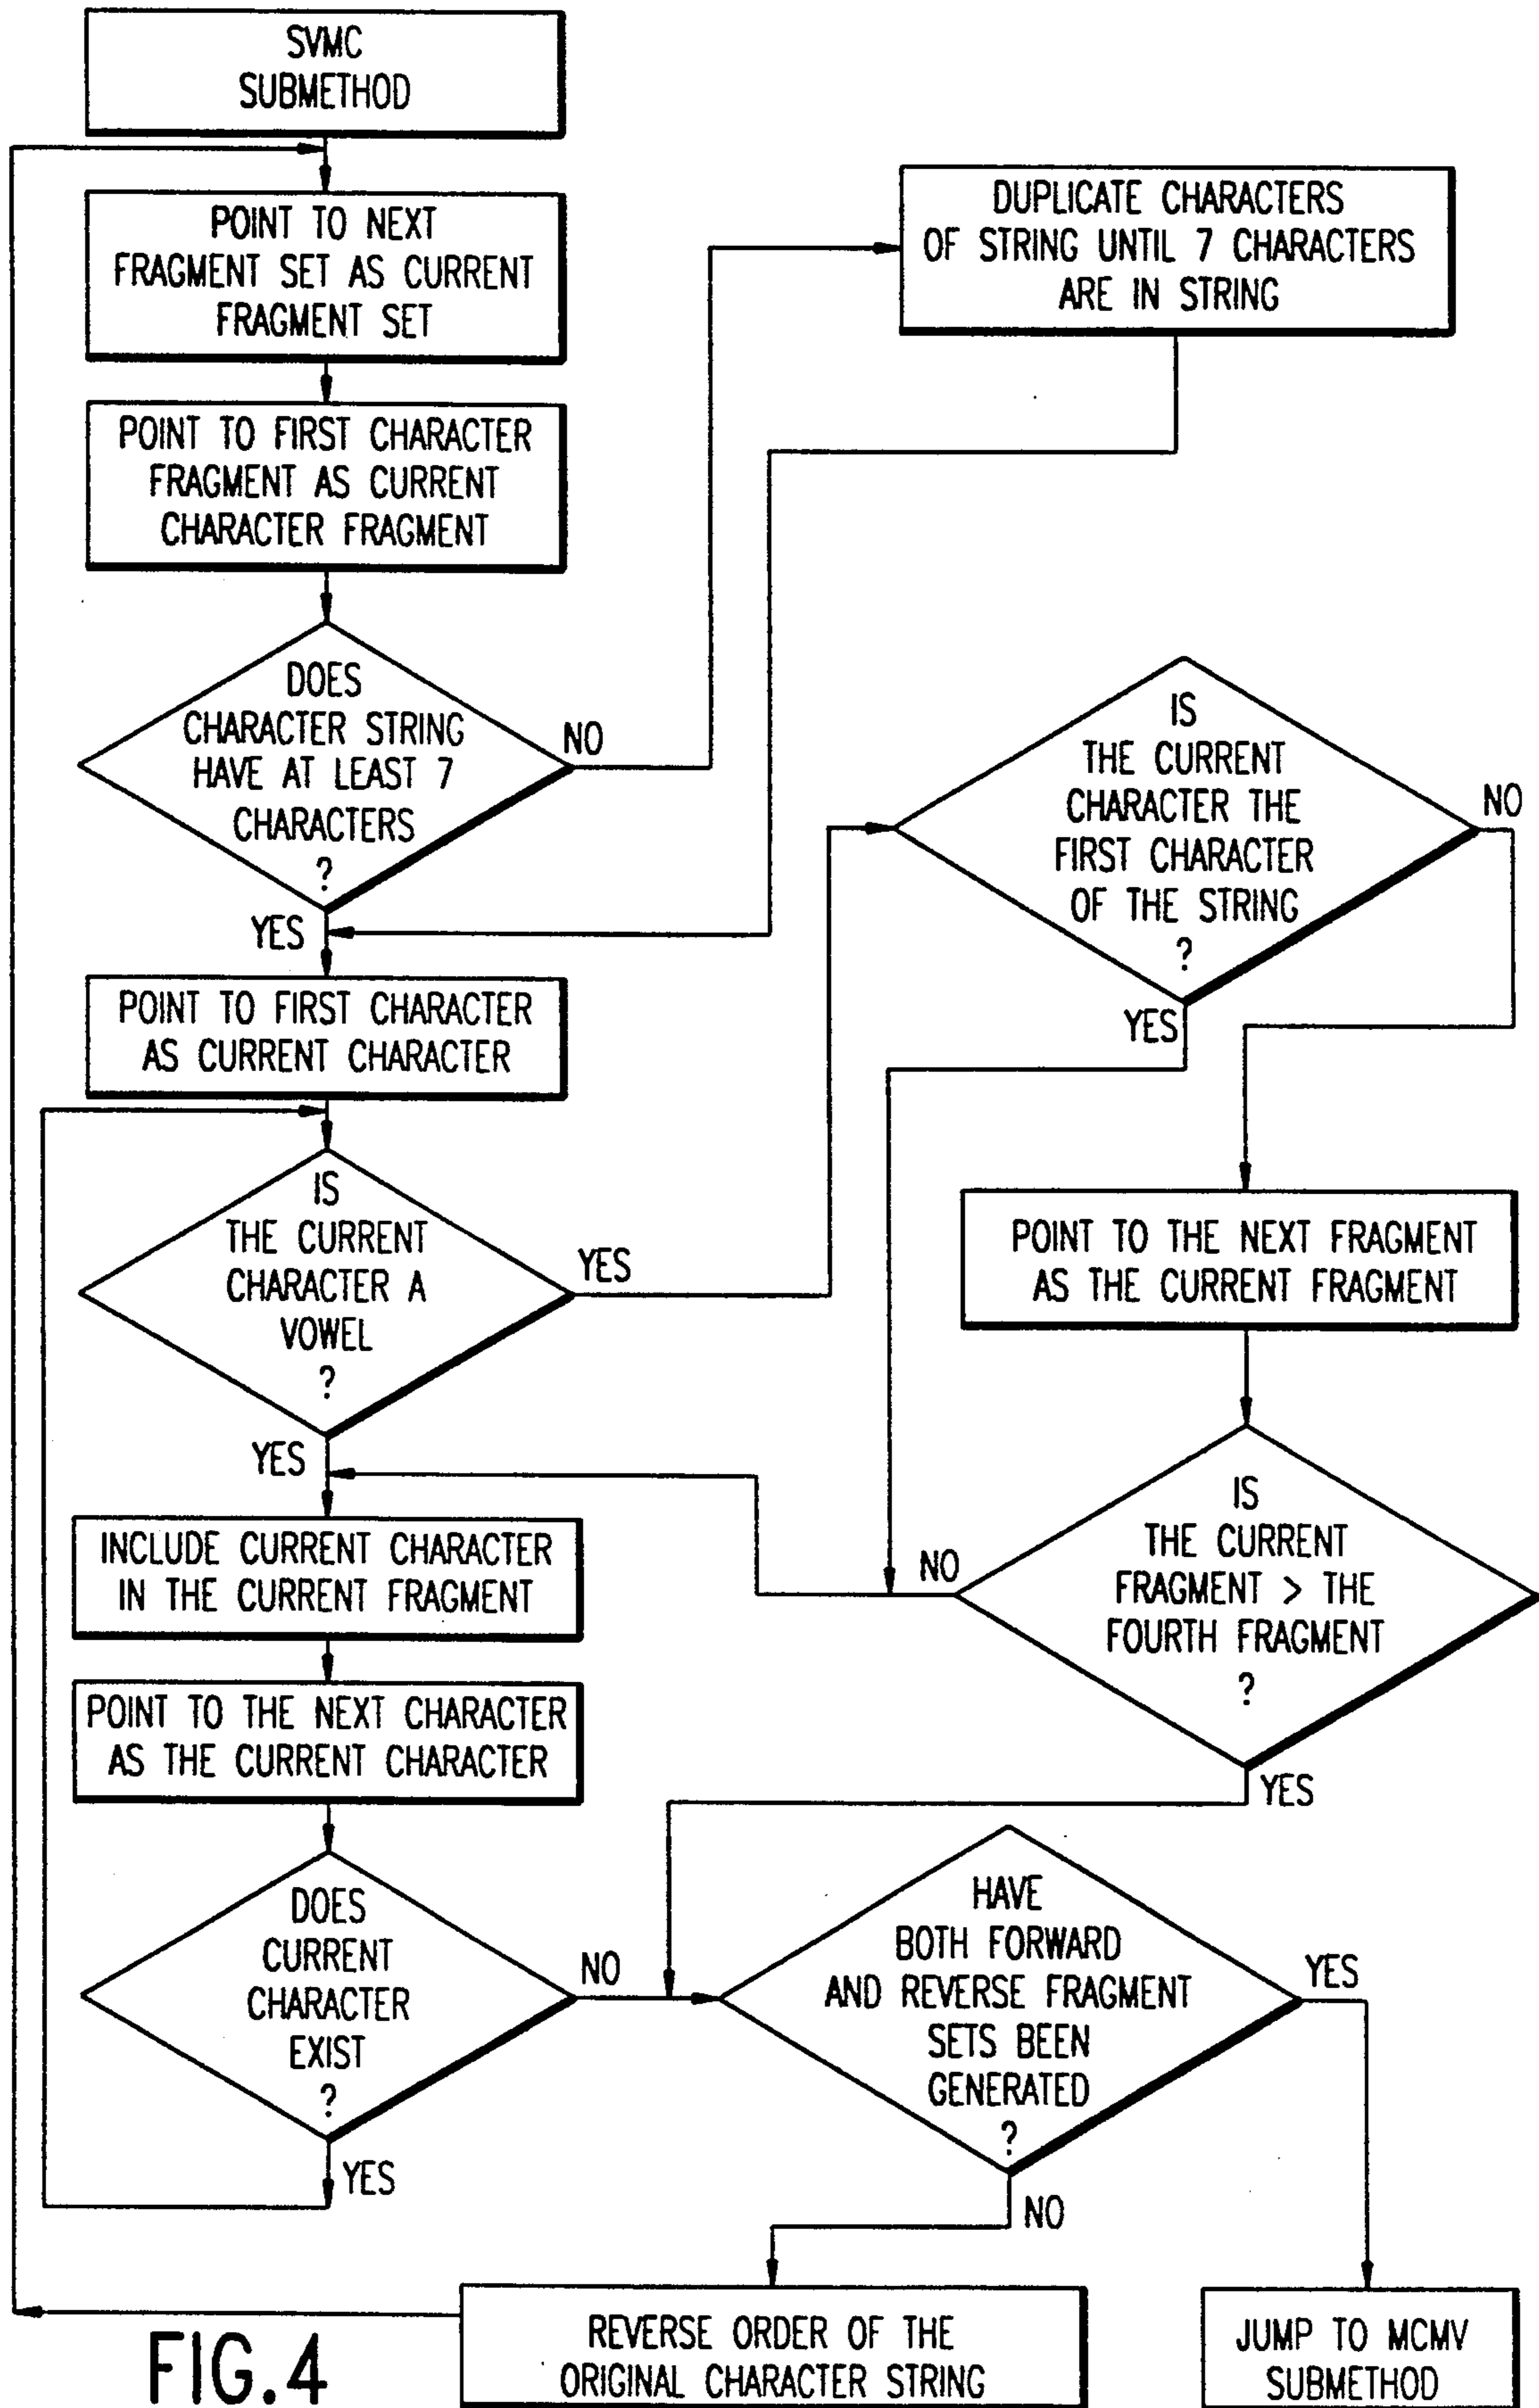 SVMC
SUBMETHOD
POINT TO NEXT
FRAGMENT SET AS CURRENT
FRAGMENT SET
POINT TO FIRST CHARACTER
FRAGMENT AS CURRENT
CHARACTER FRAGMENT
DOES
CHARACTER STRING
HAVE AT LEAST 7
CHARACTERS
?
NO
YES
DUPLICATE CHARACTERS
OF STRING UNTIL 7 CHARACTERS
ARE IN STRING
POINT TO FIRST CHARACTER
AS CURRENT CHARACTER
IS
THE CURRENT
CHARACTER A
VOWEL
?
YES
YES
IS
THE CURRENT
CHARACTER THE
FIRST CHARACTER
OF THE STRING
?
NO
YES
POINT TO THE NEXT FRAGMENT
AS THE CURRENT FRAGMENT
IS
THE CURRENT
FRAGMENT > THE
FOURTH FRAGMENT
?
NO
YES
INCLUDE CURRENT CHARACTER
IN THE CURRENT FRAGMENT
POINT TO THE NEXT CHARACTER
AS THE CURRENT CHARACTER
DOES
CURRENT
CHARACTER
EXIST
?
NO
YES
HAVE
BOTH FORWARD
AND REVERSE FRAGMENT
SETS BEEN
GENERATED
?
YES
NO
REVERSE ORDER OF THE
ORIGINAL CHARACTER STRING
JUMP TO MCMV
SUBMETHOD
FIG.4